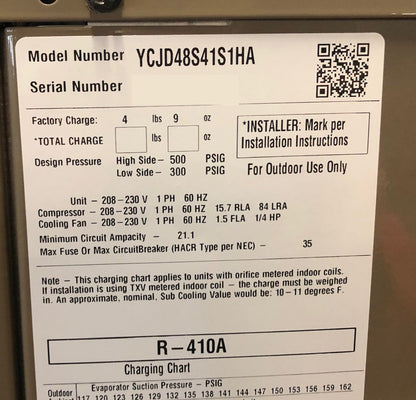 Model Number YCJD48S41S1HA
Serial Number
Factory Charge: 4 lbs 9 oz
*TOTAL CHARGE lbs oz
*INSTALLER: Mark per
Installation Instructions
Design Pressure High Side- 500 PSIG
Low Side- 300 PSIG
For Outdoor Use Only
Unit - 208-230 V 1 PH 60 HZ
Compressor - 208-230 V 1 PH 60 HZ 15.7 RLA 84 LRA
Cooling Fan - 208-230 V 1 PH 60 HZ 1.5 FLA 1/4 HP
Minimum Circuit Ampacity - 21.1
Max Fuse Or Max CircuitBreaker (HACR Type per NEC) - 35
Note - This charging chart applies to units with orifice metered indoor coils.
If installation is using TXV metered indoor coil - the charge must be weighed
in. An approximate, nominal, Sub Cooling Value would be: 10-11 degrees F.
R-410A
Charging Chart
Outdoor Evaporator Suction Pressure - PSIG
117 120 123 126 129 132 135 138 141 144 147 150 153 156 159 162